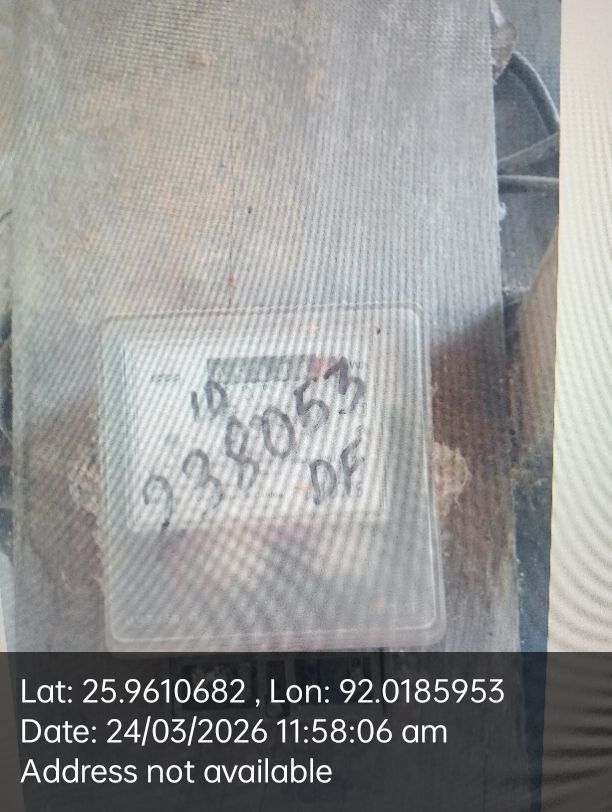 ID
938053
DF
Lat: 25.9610682 , Lon: 92.0185953
Date: 24/03/2026 11:58:06 am
Address not available